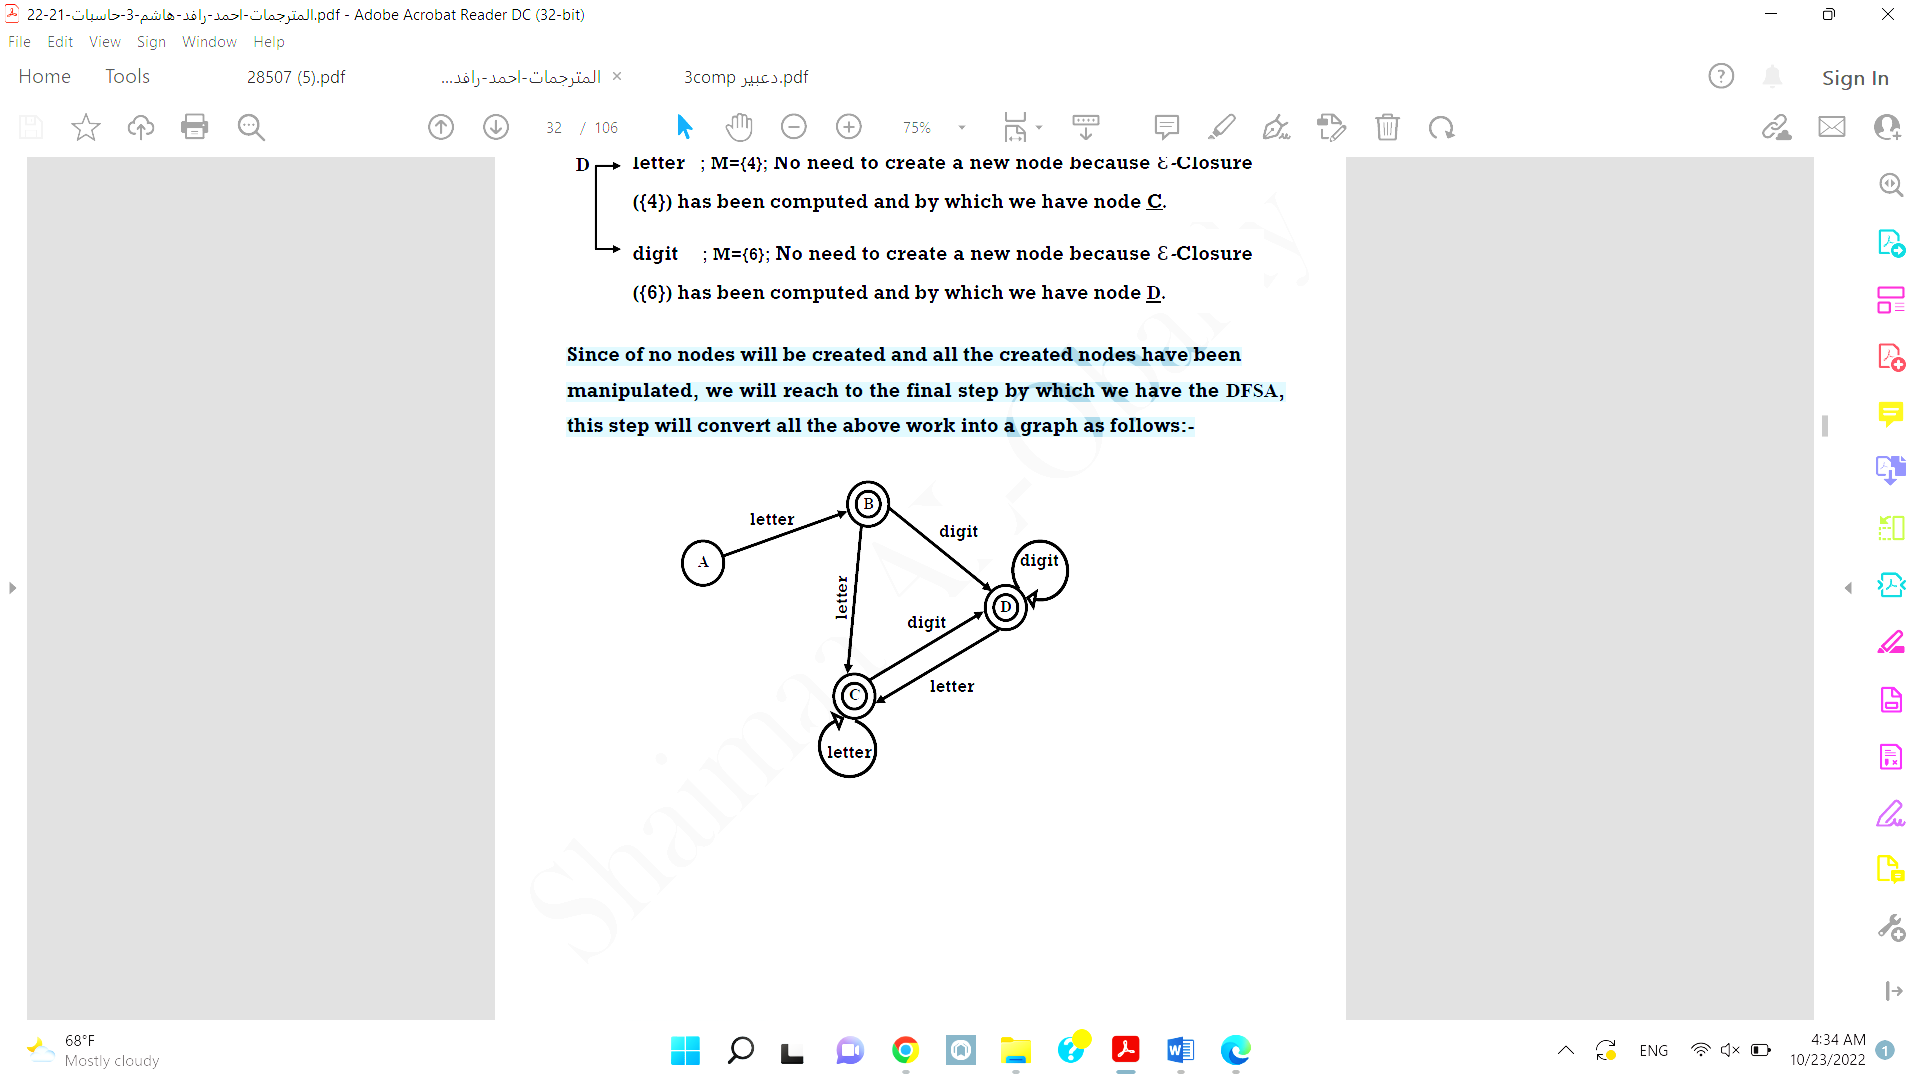 المترجمات-احمد-رافد-هاشم-3-حاسبات-21-22.pdf - Adobe Acrobat Reader DC (32-bit)
File Edit View Sign Window Help
Home Tools 28507 (5).pdf المترجمات-احمد-رافد... × 3comp دعبير.pdf ? Sign In
32 / 106 75%
D letter ; M={4}; No need to create a new node because Ɛ-Closure
({4}) has been computed and by which we have node C.
digit ; M={6}; No need to create a new node because Ɛ-Closure
({6}) has been computed and by which we have node D.
Since of no nodes will be created and all the created nodes have been
manipulated, we will reach to the final step by which we have the DFSA,
this step will convert all the above work into a graph as follows:-
B
letter
digit
A
digit
letter
D
digit
letter
C
letter
68°F
Mostly cloudy
ENG
4:34 AM
10/23/2022
1